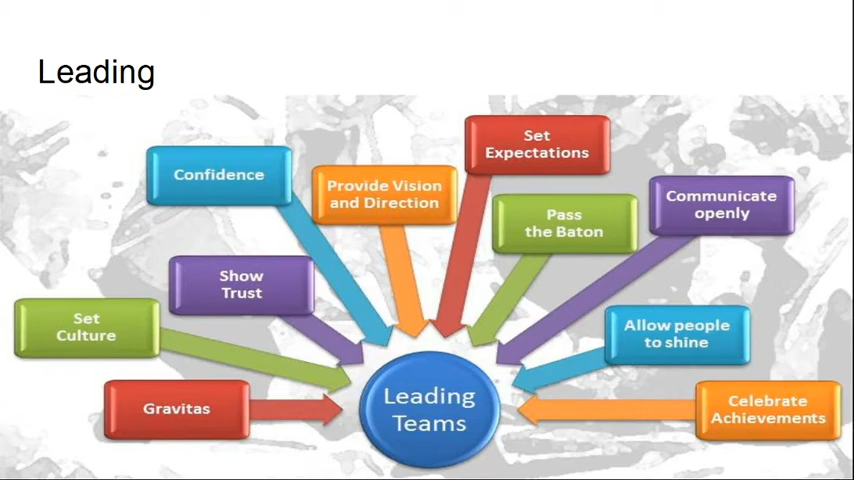 Leading
Set
Expectations
Confidence
Provide Vision
and Direction
Communicate
openly
Pass
the Baton
Show
Trust
Set
Culture
Allow people
to shine
Gravitas
Leading
Teams
Celebrate
Achievements